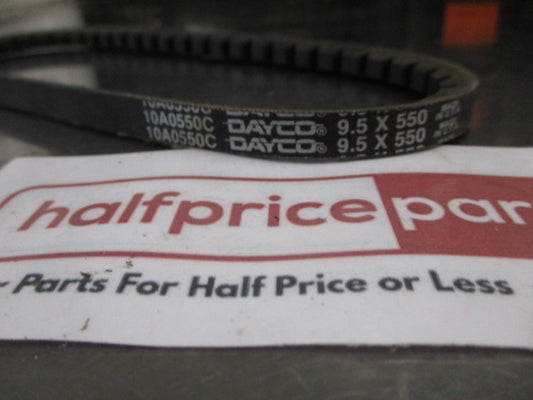 10A0550C DAYCO® 9.5 X 550
10A0550C DAYCO® 9.5 X 550
halfpricepar
Parts For Half Price or Less